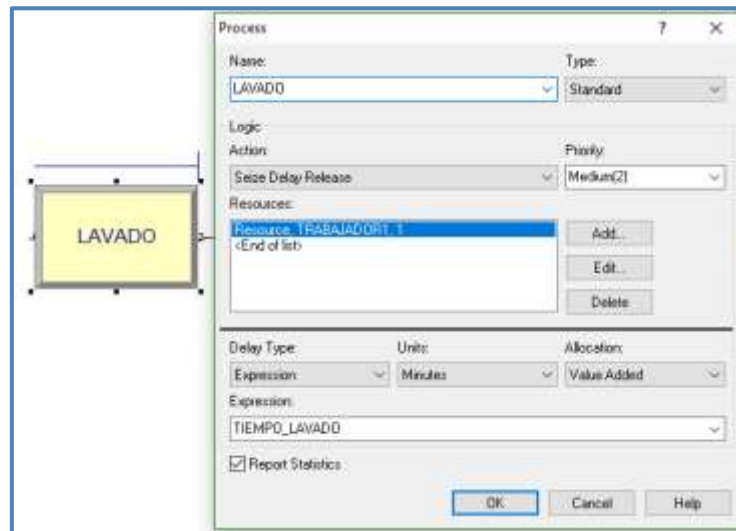 Process
?
×
Name:
Type:
LAVADO
Standard
Logic
Action:
Priority:
Seize Delay Release
Medium(2)
Resources:
Resource, TRABAJADOR1, 1
<End of list>
Add...
Edit...
Delete
LAVADO
Delay Type:
Units:
Allocation:
Expression
Minutes
Value Added
Expression:
TIEMPO_LAVADO
Report Statistics
OK
Cancel
Help